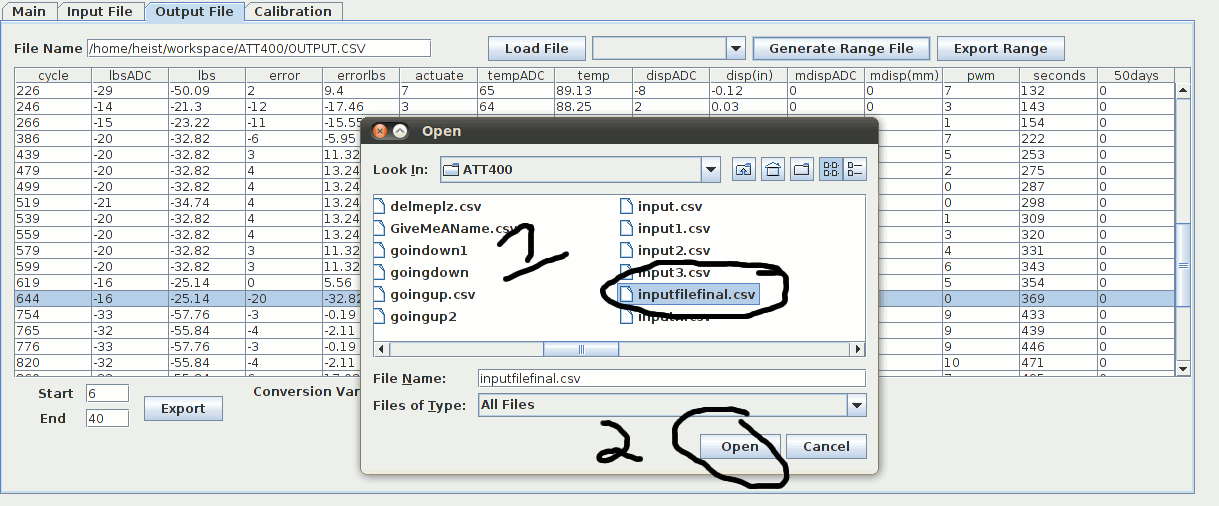 Main Input File Output File Calibration
File Name /home/heist/workspace/ATT400/OUTPUT.CSV Load File Generate Range File Export Range
cycle lbsADC lbs error errorlbs actuate tempADC temp dispADC disp(in) mdispADC mdisp(mm) pwm seconds 50days
226 -29 -50.09 2 9.4 7 65 89.13 -8 -0.12 0 0 7 132 0
246 -14 -21.3 -12 -17.46 3 64 88.25 2 0.03 0 0 3 143 0
266 -15 -23.22 -11 -15.55 1 154 0
386 -20 -32.82 -6 -5.95 7 222 0
439 -20 -32.82 3 11.32 5 253 0
479 -20 -32.82 4 13.24 2 275 0
499 -20 -32.82 4 13.24 0 287 0
519 -21 -34.74 4 13.24 0 298 0
539 -20 -32.82 4 13.24 1 309 0
559 -20 -32.82 4 13.24 3 320 0
579 -20 -32.82 3 11.32 4 331 0
599 -20 -32.82 3 11.32 6 343 0
619 -16 -25.14 0 5.56 5 354 0
644 -16 -25.14 -20 -32.82 0 369 0
754 -33 -57.76 -3 -0.19 9 433 0
765 -32 -55.84 -4 -2.11 9 439 0
776 -33 -57.76 -3 -0.19 9 446 0
820 -32 -55.84 -4 -2.11 10 471 0
Open
Look In: ATT400
delmeplz.csv input.csv
GiveMeAName.csv input1.csv
goindown1 input2.csv
goingdown input3.csv
goingup.csv inputfilefinal.csv
goingup2
File Name: inputfilefinal.csv
Files of Type: All Files
2 Open Cancel
Start 6 Export Conversion Var
End 40